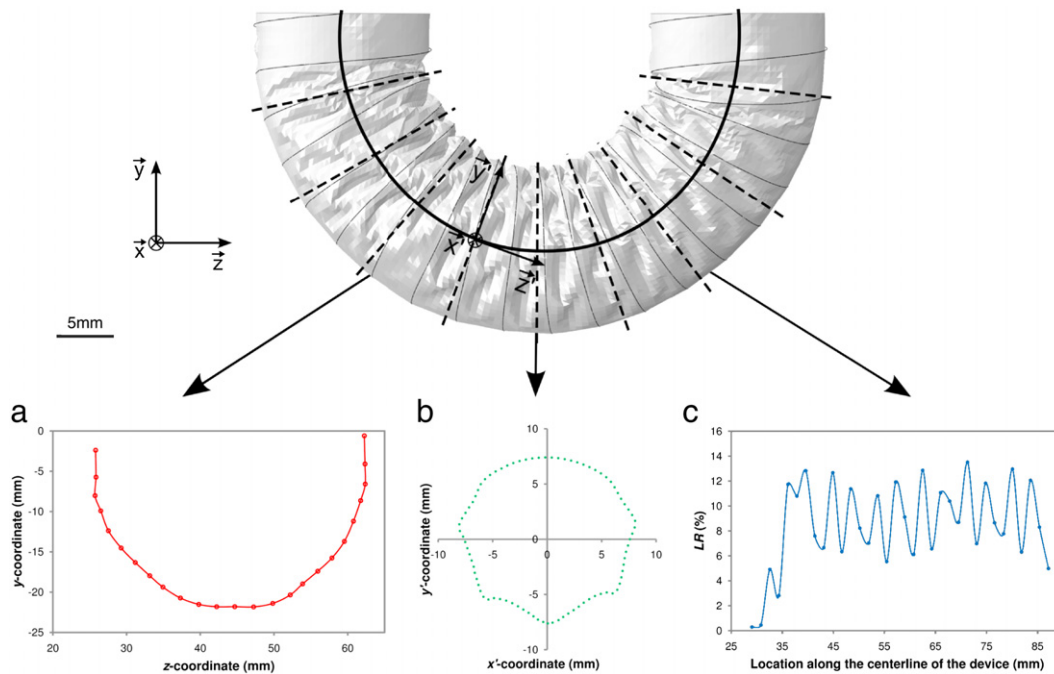 y
x
z
y'
x'
z'
5mm
a
0
-5
-10
-15
-20
-25
20 30 40 50 60
y-coordinate (mm)
z-coordinate (mm)
b
10
5
0
-5
-10
-10 -5 0 5 10
y'-coordinate (mm)
x'-coordinate (mm)
c
16
14
12
10
8
6
4
2
0
25 35 45 55 65 75 85
LR (%)
Location along the centerline of the device (mm)